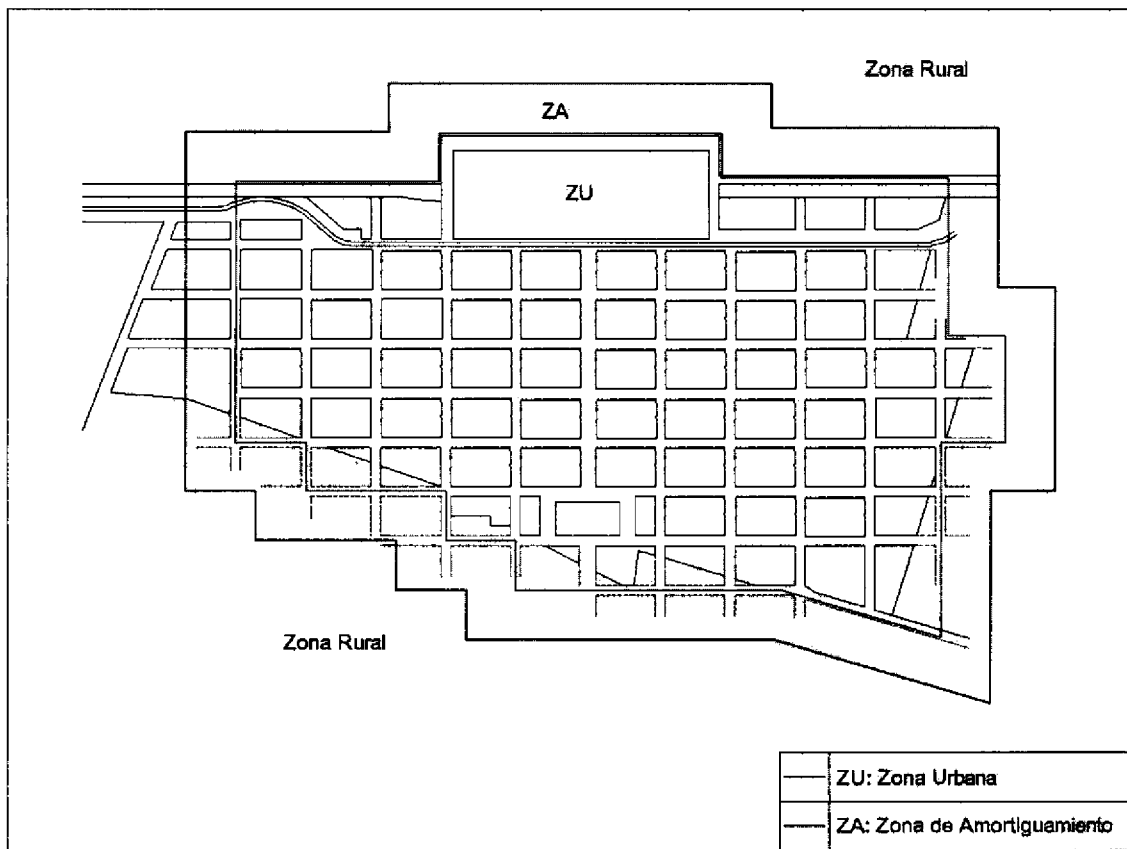 Zona Rural
ZA
ZU
Zona Rural
ZU: Zona Urbana
ZA: Zona de Amortiguamiento